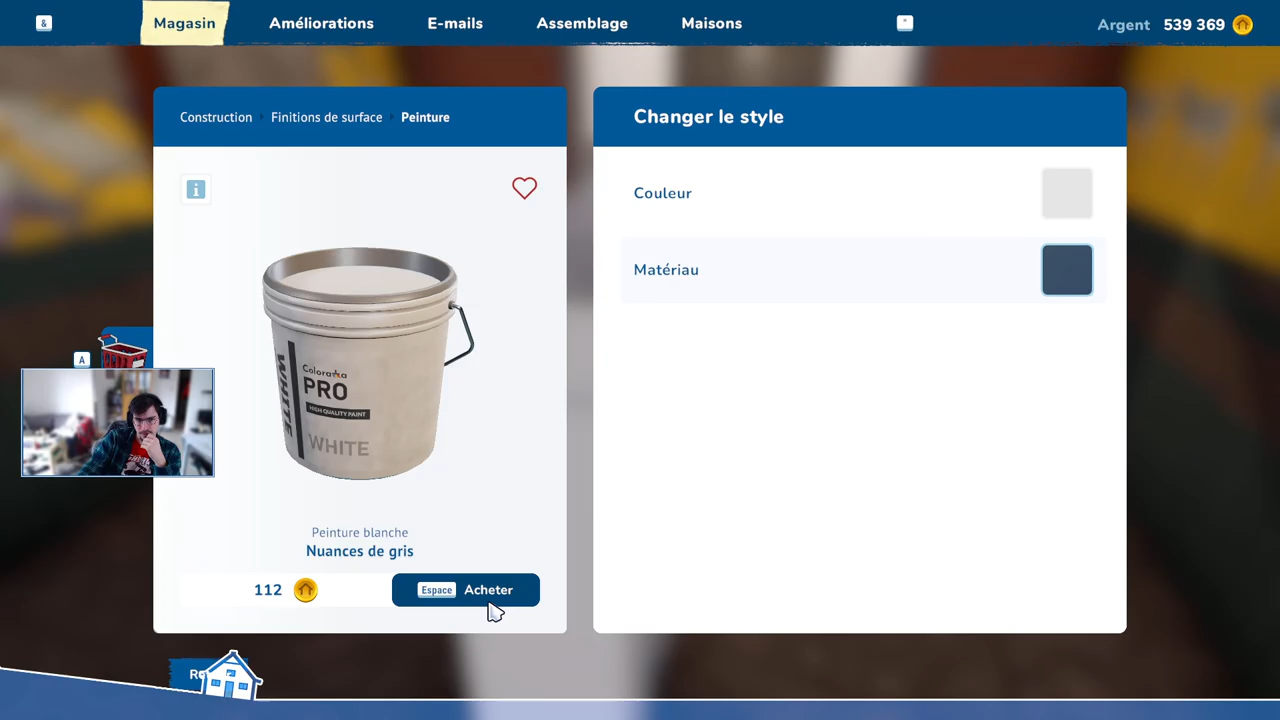 &
Magasin
Améliorations
E-mails
Assemblage
Maisons
"
Argent 539 369
Construction
Finitions de surface
Peinture
Changer le style
Couleur
Matériau
A
WHITE
Colorama
PRO
HIGH QUALITY PAINT
WHITE
Peinture blanche
Nuances de gris
112
Espace Acheter